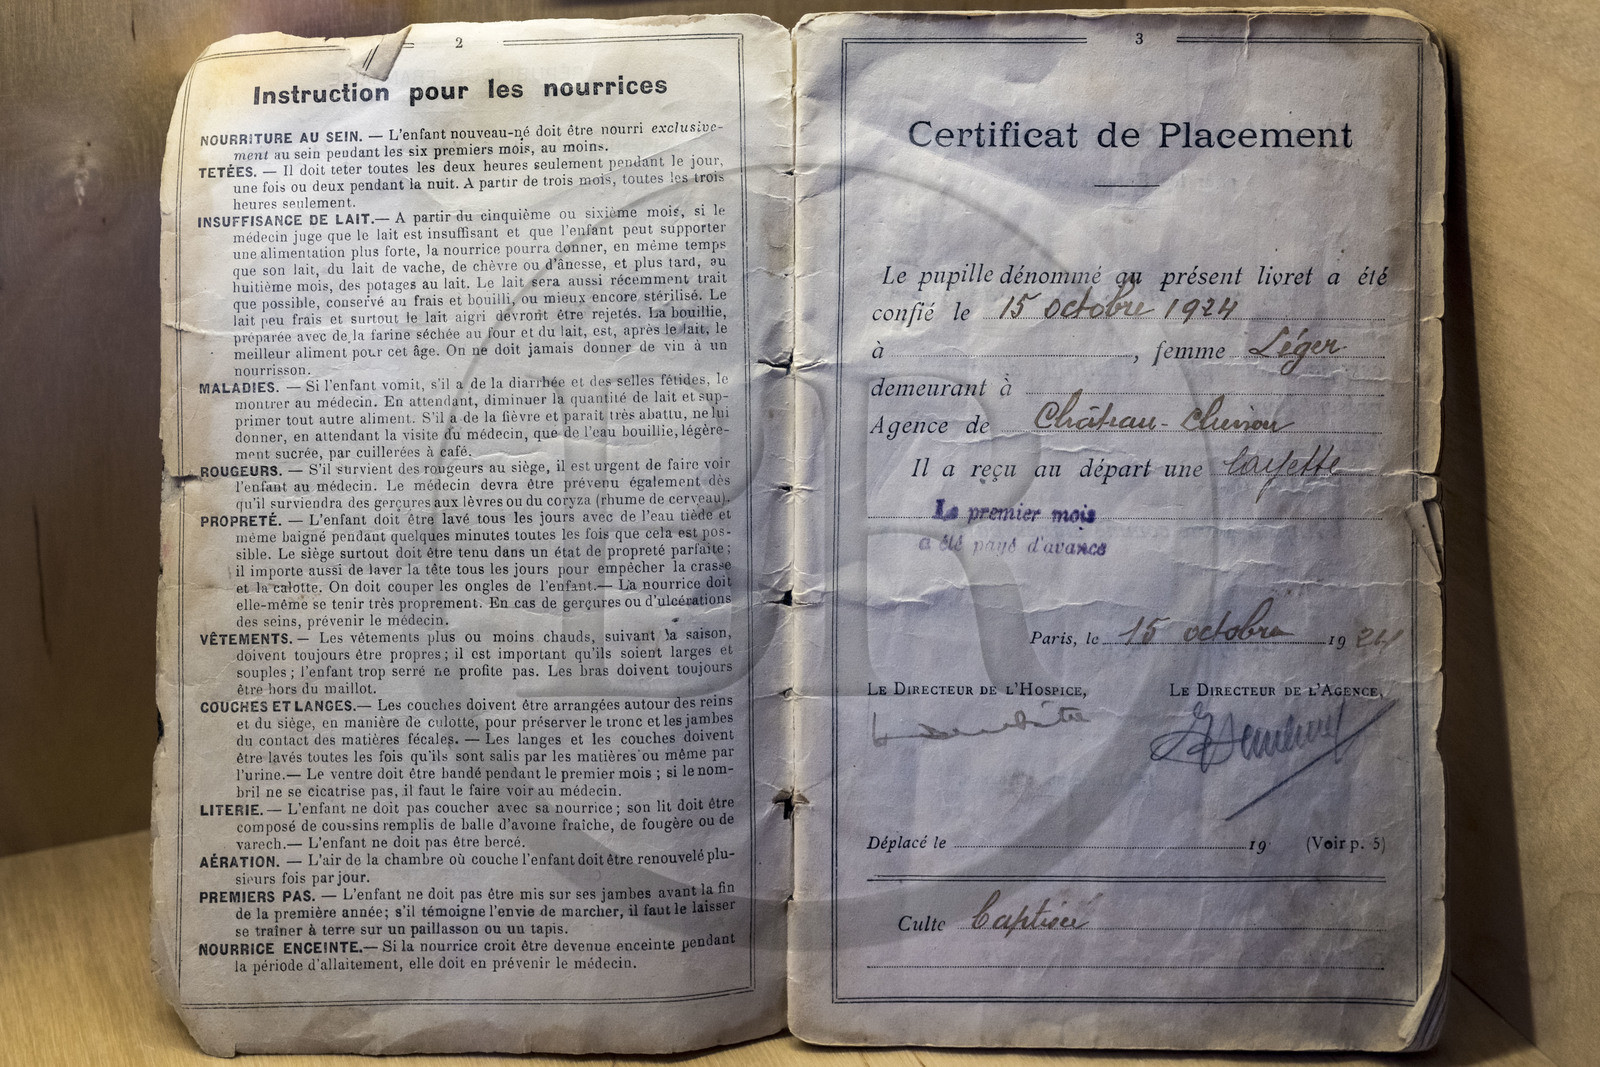 2
Instruction pour les nourrices
NOURRITURE AU SEIN. — L'enfant nouveau-né doit être nourri exclusive-
ment au sein pendant les six premiers mois, au moins.
TETÉES. — Il doit teter toutes les deux heures seulement pendant le jour,
une fois ou deux pendant la nuit. A partir de trois mois, toutes les trois
heures seulement.
INSUFFISANCE DE LAIT.— A partir du cinquième ou sixième mois, si le
médecin juge que le lait est insuffisant et que l'enfant peut supporter
une alimentation plus forte, la nourrice pourra donner, en même temps
que son lait, du lait de vache, de chèvre ou d'ânesse, et plus tard, au
huitième mois, des potages au lait. Le lait sera aussi récemment trait
que possible, conservé au frais et bouilli, ou mieux encore stérilisé. Le
lait peu frais et surtout le lait aigri devront être rejetés. La bouillie,
préparée avec de la farine séchée au four et du lait, est, après le lait, le
meilleur aliment pour cet âge. On ne doit jamais donner de vin à un
nourrisson.
MALADIES. — Si l'enfant vomit, s'il a de la diarrhée et des selles fétides, le
montrer au médecin. En attendant, diminuer la quantité de lait et sup-
primer tout autre aliment. S'il a de la fièvre et paraît très abattu, ne lui
donner, en attendant la visite du médecin, que de l'eau bouillie, légère-
ment sucrée, par cuillerées à café.
ROUGEURS. — S'il survient des rougeurs au siège, il est urgent de faire voir
l'enfant au médecin. Le médecin devra être prévenu également dès
qu'il surviendra des gerçures aux lèvres ou du coryza (rhume de cerveau).
PROPRETÉ. — L'enfant doit être lavé tous les jours avec de l'eau tiède et
même baigné pendant quelques minutes toutes les fois que cela est pos-
sible. Le siège surtout doit être tenu dans un état de propreté parfaite ;
il importe aussi de laver la tête tous les jours pour empêcher la crasse
et la calotte. On doit couper les ongles de l'enfant.— La nourrice doit
elle-même se tenir très proprement. En cas de gerçures ou d'ulcérations
des seins, prévenir le médecin.
VÊTEMENTS. — Les vêtements plus ou moins chauds, suivant la saison,
doivent toujours être propres ; il est important qu'ils soient larges et
souples ; l'enfant trop serré ne profite pas. Les bras doivent toujours
être hors du maillot.
COUCHES ET LANGES.— Les couches doivent être arrangées autour des reins
et du siège, en manière de culotte, pour préserver le tronc et les jambes
du contact des matières fécales. — Les langes et les couches doivent
être lavés toutes les fois qu'ils sont salis par les matières ou même par
l'urine.— Le ventre doit être bandé pendant le premier mois ; si le nom-
bril ne se cicatrise pas, il faut le faire voir au médecin.
LITERIE.— L'enfant ne doit pas coucher avec sa nourrice ; son lit doit être
composé de coussins remplis de balle d'avoine fraîche, de fougère ou de
varech.— L'enfant ne doit pas être bercé.
AÉRATION. — L'air de la chambre où couche l'enfant doit être renouvelé plu-
sieurs fois par jour.
PREMIERS PAS. — L'enfant ne doit pas être mis sur ses jambes avant la fin
de la première année; s'il témoigne l'envie de marcher, il faut le laisser
se traîner à terre sur un paillasson ou un tapis.
NOURRICE ENCEINTE.— Si la nourrice croit être devenue enceinte pendant
la période d'allaitement, elle doit en prévenir le médecin.
3
Certificat de Placement
Le pupille dénommé au présent livret a été
confié le 15 octobre 1924
à , femme Léger
demeurant à
Agence de Château-Chinon
Il a reçu au départ une layette
Le premier mois
a été payé d'avance
Paris, le 15 octobre 1924
LE DIRECTEUR DE L'HOSPICE, LE DIRECTEUR DE L'AGENCE,
Déplacé le 19 (Voir p. 5)
Culte baptisée